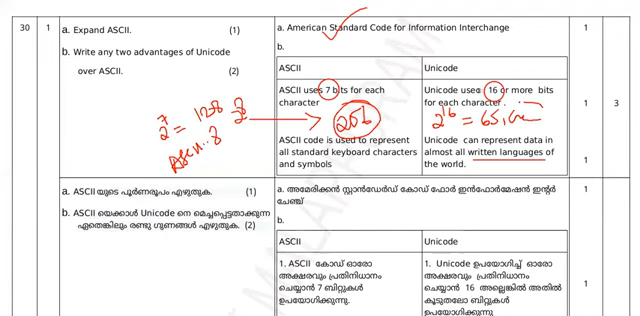 30 1 a. Expand ASCII. (1) a. American Standard Code for Information Interchange 1 3
b. Write any two advantages of Unicode over ASCII. (2) b.
ASCII Unicode
ASCII uses 7 bits for each character
Unicode used 16 or more bits for each character. 1
2^7 = 128
256
2^16 =
ASCII code is used to represent all standard keyboard characters and symbols
Unicode can represent data in almost all written languages of the world. 1
a. ASCII യുടെ പൂർണരൂപം എഴുതുക. (1)
a. അമേരിക്കൻ സ്റ്റാൻഡേർഡ് കോഡ് ഫോർ ഇൻഫോർമേഷൻ ഇന്റർ ചേഞ്ച് 1
b. ASCII യെക്കാൾ Unicode നെ മെച്ചപ്പെട്ടതാക്കുന്ന ഏതെങ്കിലും രണ്ടു ഗുണങ്ങൾ എഴുതുക. (2)
b.
ASCII Unicode
1. ASCII കോഡ് ഓരോ അക്ഷരവും പ്രതിനിധാനം ചെയ്യാൻ 7 ബിറ്റുകൾ ഉപയോഗിക്കുന്നു.
1. Unicode ഉപയോഗിച്ച് ഓരോ അക്ഷരവും പ്രതിനിധാനം ചെയ്യാൻ 16 അല്ലെങ്കിൽ അതിൽ കൂടുതലോ ബിറ്റുകൾ ഉപയോഗിക്കുന്നു 1